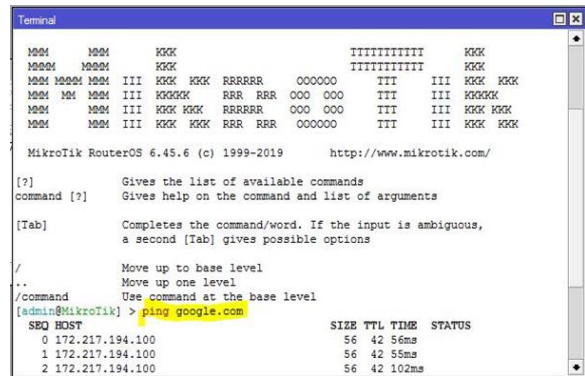 Terminal
MMM      MMM       KKK                          TTTTTTTTTTT      KKK
MMMM    MMMM       KKK                          TTTTTTTTTTT      KKK
MMM MMMM MMM  III  KKK  KKK  RRRRRR     OOOOOO      TTT     III  KKK  KKK
MMM  MM  MMM  III  KKKKK     RRR  RRR  OOO  OOO     TTT     III  KKKKK
MMM      MMM  III  KKK KKK   RRRRRR    OOO  OOO     TTT     III  KKK KKK
MMM      MMM  III  KKK  KKK  RRR  RRR   OOOOOO      TTT     III  KKK  KKK
MikroTik RouterOS 6.45.6 (c) 1999-2019       http://www.mikrotik.com/
[?]             Gives the list of available commands
command [?]     Gives help on the command and list of arguments
[Tab]           Completes the command/word. If the input is ambiguous,
a second [Tab] gives possible options
/               Move up to base level
..              Move up one level
/command        Use command at the base level
[admin@MikroTik] > ping google.com
SEQ HOST                                     SIZE TTL TIME  STATUS
0 172.217.194.100                            56  42 56ms
1 172.217.194.100                            56  42 55ms
2 172.217.194.100                            56  42 102ms